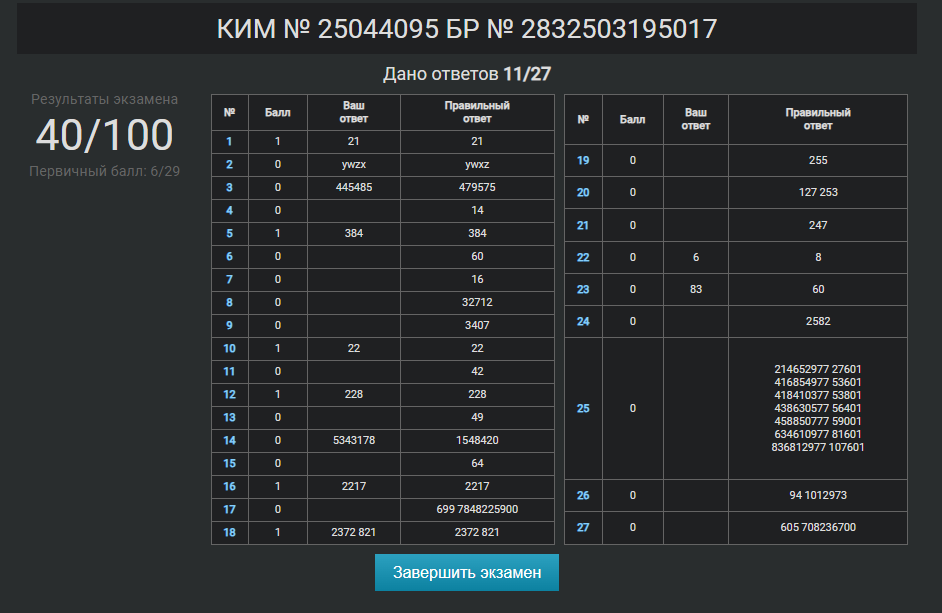 КИМ № 25044095 БР № 2832503195017
Дано ответов 11/27
Результаты экзамена
40/100
Первичный балл: 6/29
№ Балл Ваш ответ Правильный ответ
1 1 21 21
2 0 ywzx ywxz
3 0 445485 479575
4 0 14
5 1 384 384
6 0 60
7 0 16
8 0 32712
9 0 3407
10 1 22 22
11 0 42
12 1 228 228
13 0 49
14 0 5343178 1548420
15 0 64
16 1 2217 2217
17 0 699 7848225900
18 1 2372 821 2372 821
№ Балл Ваш ответ Правильный ответ
19 0 255
20 0 127 253
21 0 247
22 0 6 8
23 0 83 60
24 0 2582
25 0
214652977 27601
416854977 53601
418410377 53801
438630577 56401
458850777 59001
634610977 81601
836812977 107601
26 0 94 1012973
27 0 605 708236700
Завершить экзамен